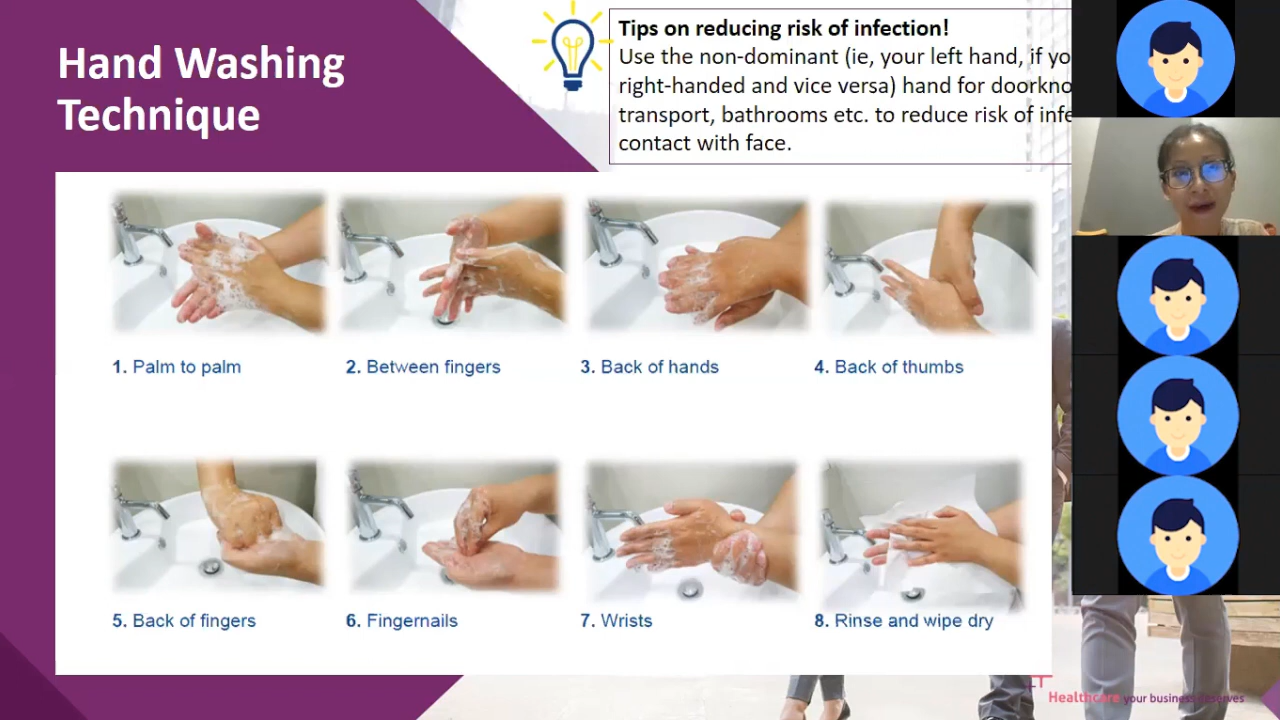 Hand Washing
Technique
Tips on reducing risk of infection!
Use the non-dominant (ie, your left hand, if
right-handed and vice versa) hand for
transport, bathrooms etc. to reduce risk of
contact with face.
1. Palm to palm
2. Between fingers
3. Back of hands
4. Back of thumbs
5. Back of fingers
6. Fingernails
7. Wrists
8. Rinse and wipe dry
Healthcare your business deserves